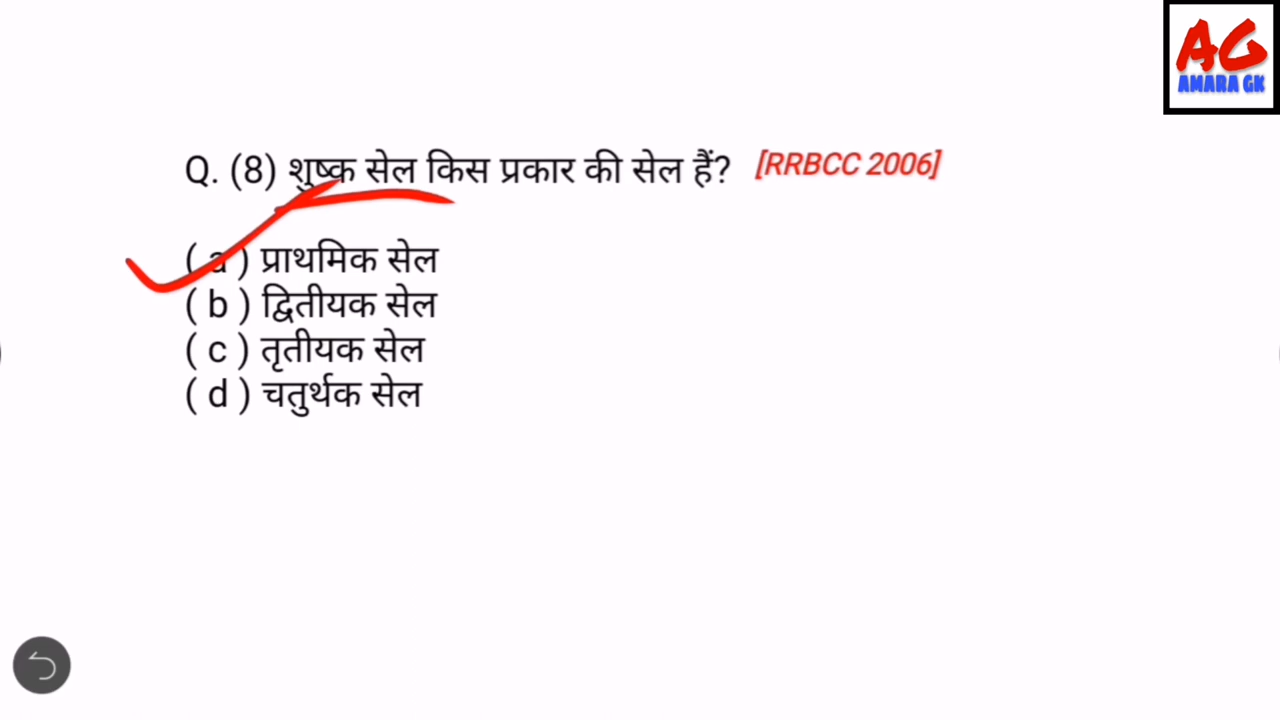 AG
AMARA GK
Q. (8) शुष्क सेल किस प्रकार की सेल हैं? [RRBCC 2006]
( a ) प्राथमिक सेल
( b ) द्वितीयक सेल
( c ) तृतीयक सेल
( d ) चतुर्थक सेल